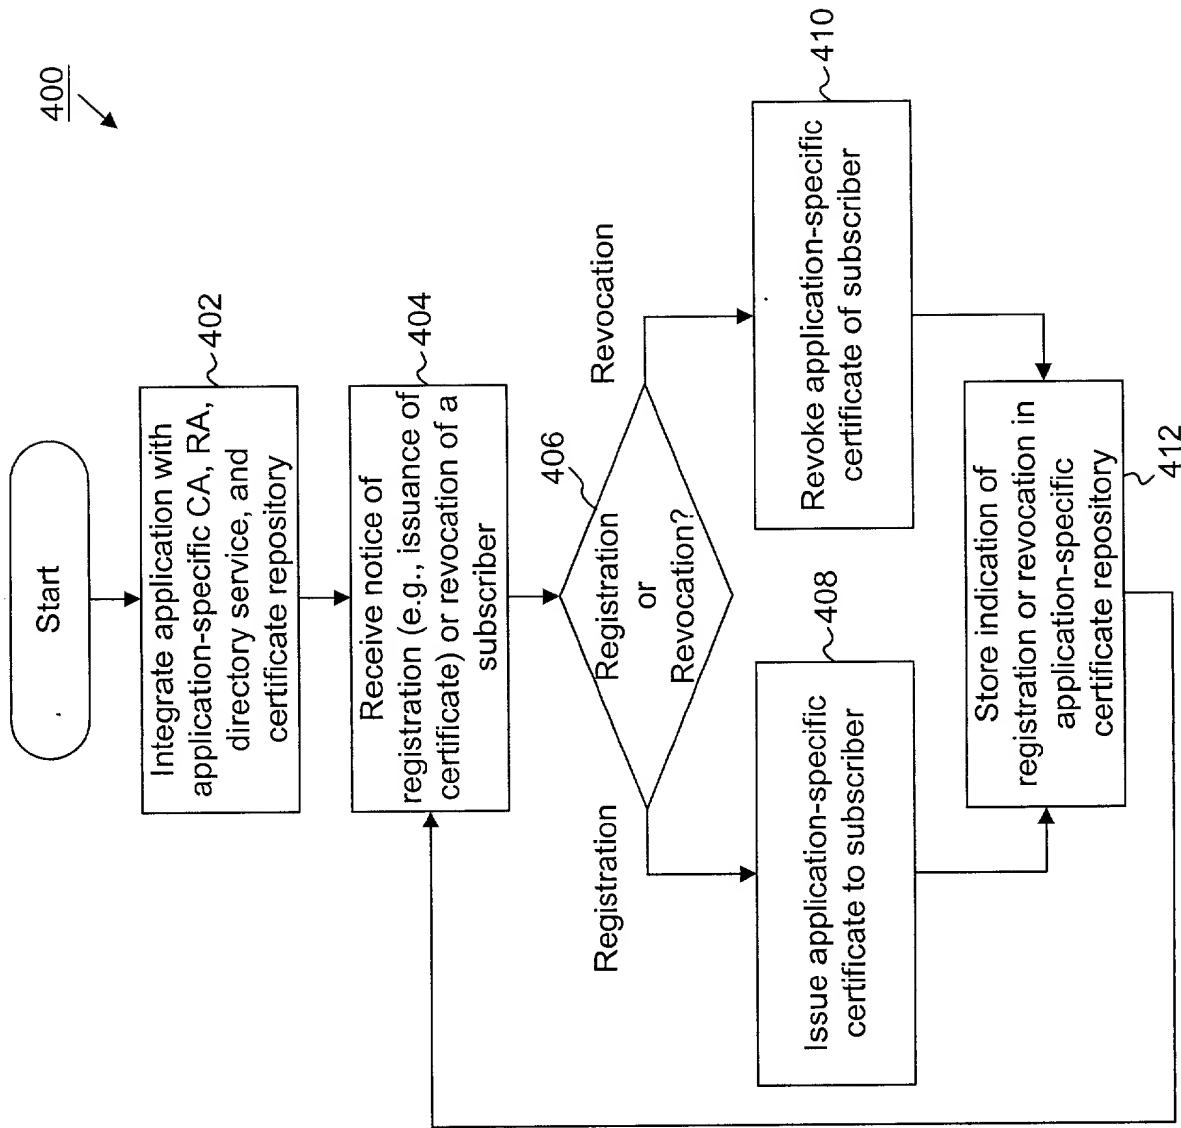 400
Start
Integrate application with
application-specific CA, RA,
directory service, and
certificate repository
402
Receive notice of
registration (e.g., issuance of
certificate) or revocation of a
subscriber
404
406
Registration
or
Revocation?
Registration
Revocation
408
Issue application-specific
certificate to subscriber
410
Revoke application-specific
certificate of subscriber
Store indication of
registration or revocation in
application-specific
certificate repository
412